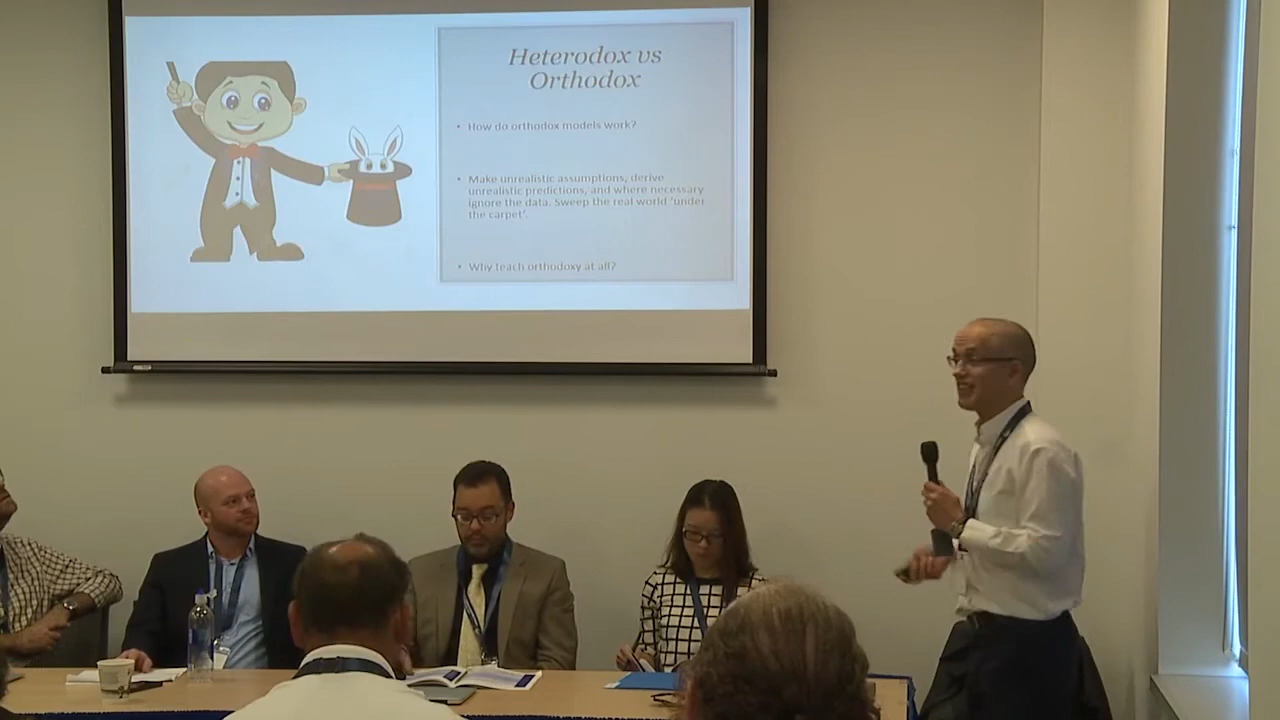 Heterodox vs
Orthodox
• How do orthodox models work?
• Make unrealistic assumptions, derive
unrealistic predictions, and where necessary
ignore the data. Sweep the real world ‘under
the carpet’.
• Why teach orthodoxy at all?